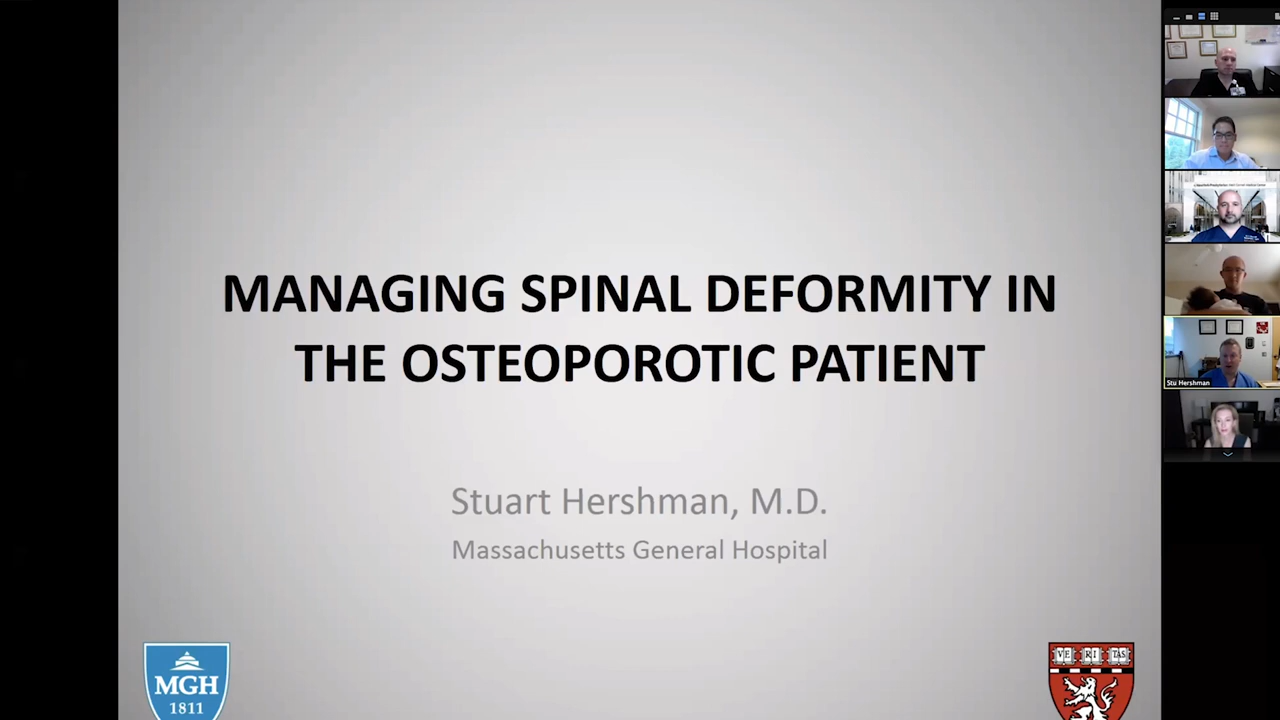 MANAGING SPINAL DEFORMITY IN
THE OSTEOPOROTIC PATIENT
Stuart Hershman, M.D.
Massachusetts General Hospital
MGH
1811
VE RI TAS
Stu Hershman